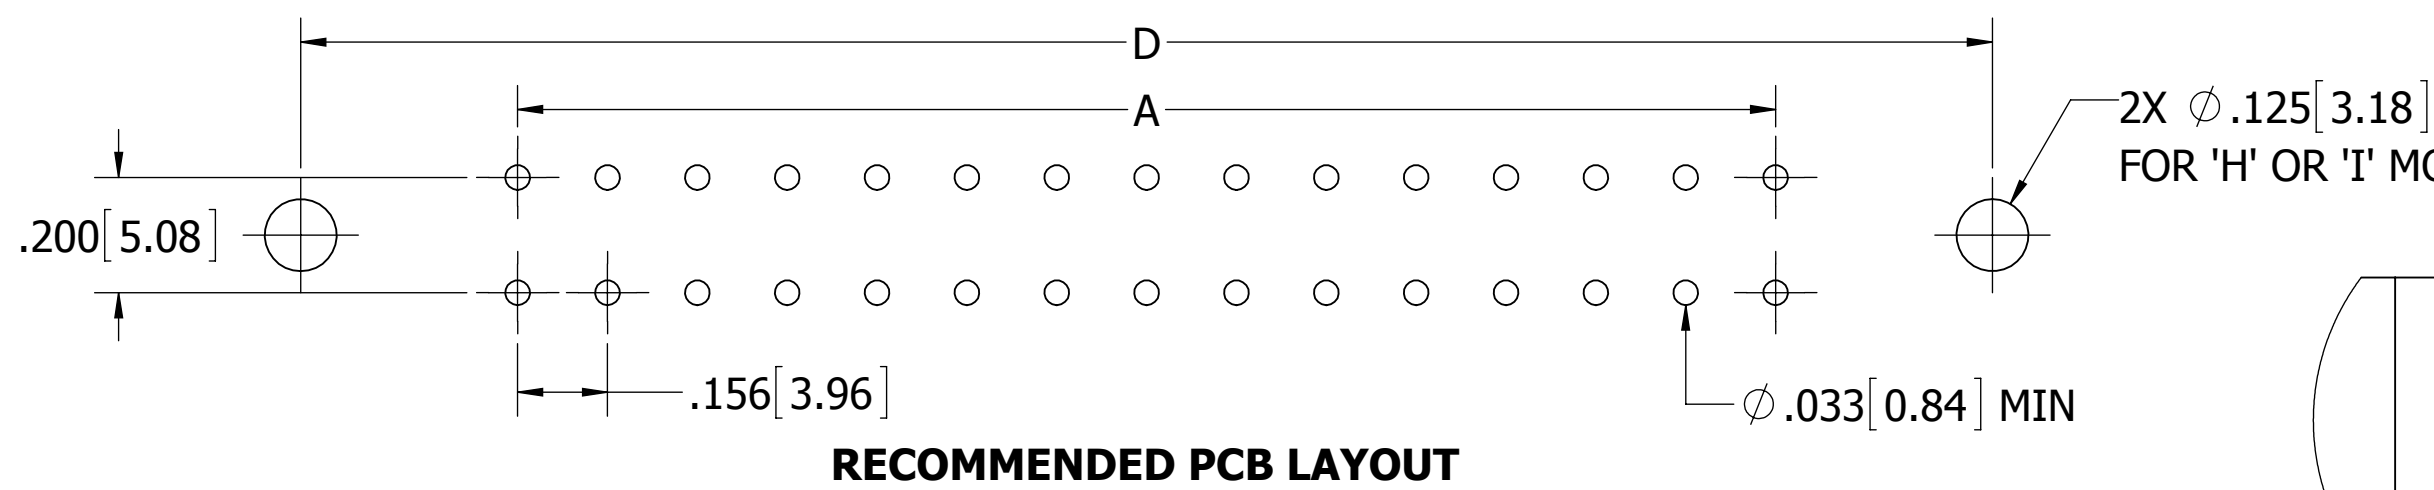 D
A
2X ⌀ .125[3.18]
FOR 'H' OR 'I'
.200[5.08]
.156[3.96]
⌀ .033[0.84] MIN
RECOMMENDED PCB LAYOUT